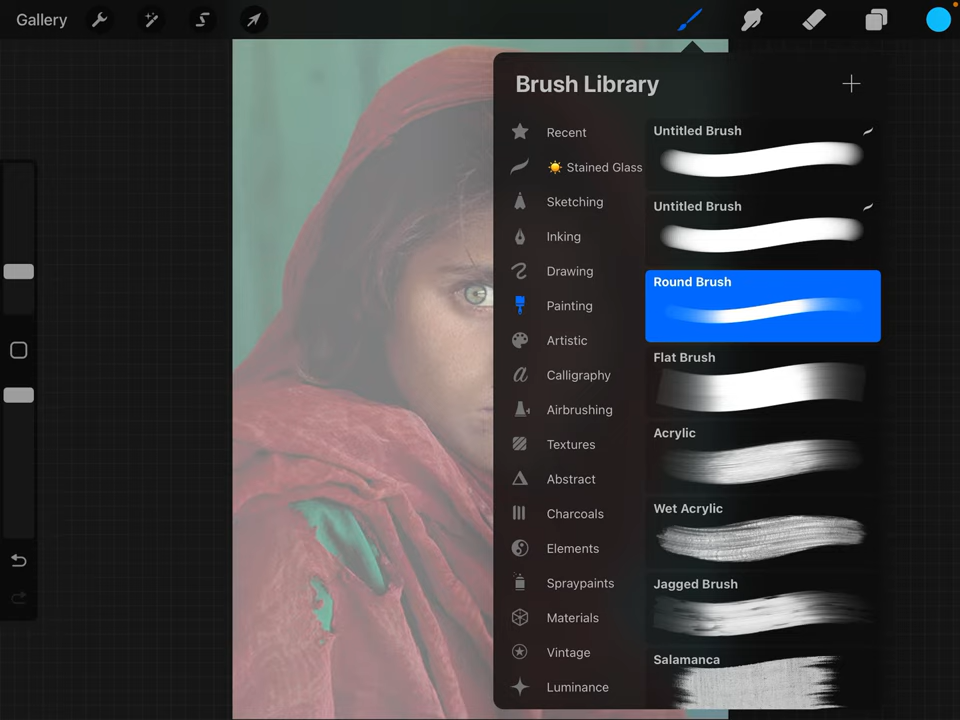 Gallery
Brush Library
Recent
☀️ Stained Glass
Sketching
Inking
Drawing
Painting
Artistic
Calligraphy
Airbrushing
Textures
Abstract
Charcoals
Elements
Spraypaints
Materials
Vintage
Luminance
Untitled Brush
Untitled Brush
Round Brush
Flat Brush
Acrylic
Wet Acrylic
Jagged Brush
Salamanca